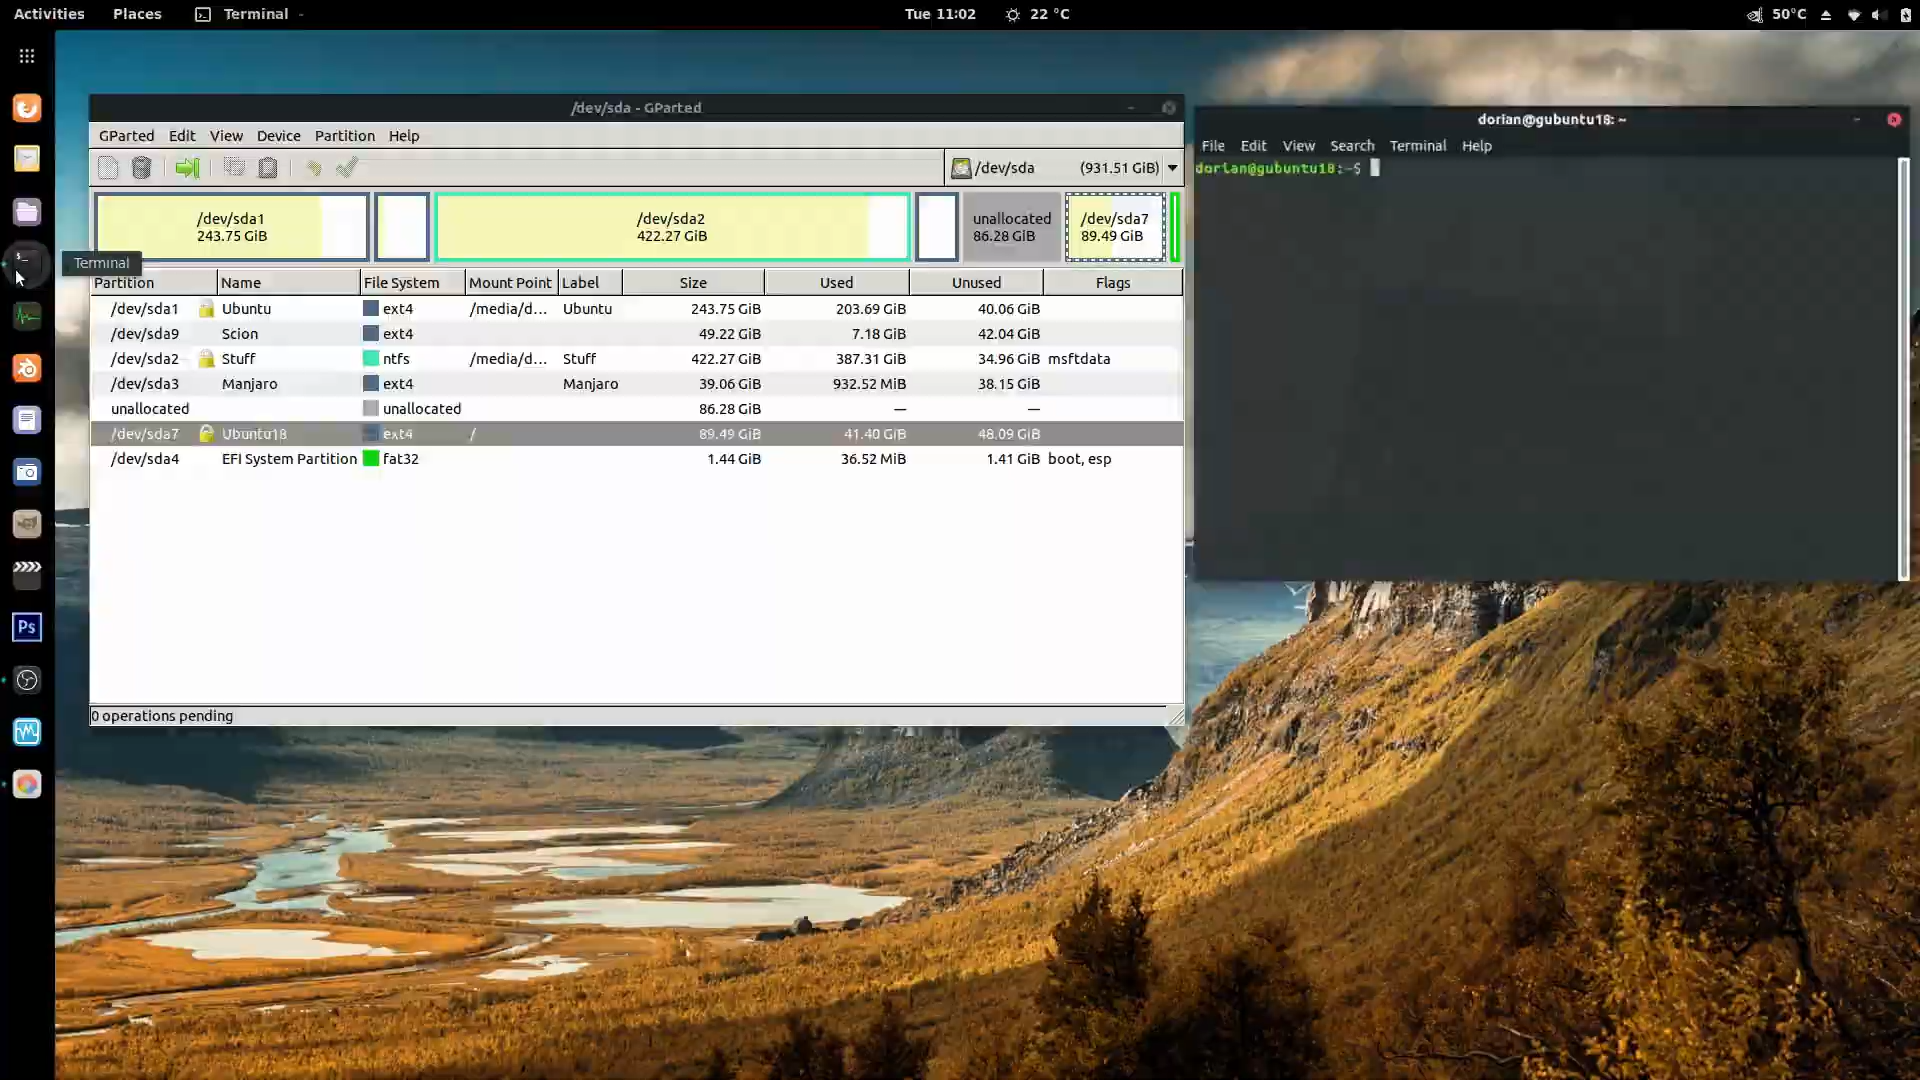 Activities Places Terminal Tue 11:02 22 °C 50°C
/dev/sda - GParted
GParted Edit View Device Partition Help
/dev/sda (931.51 GiB)
/dev/sda1 /dev/sda2 unallocated /dev/sda7
243.75 GiB 422.27 GiB 86.28 GiB 89.49 GiB
Terminal
Partition Name File System Mount Point Label Size Used Unused Flags
/dev/sda1 Ubuntu ext4 /media/d... Ubuntu 243.75 GiB 203.69 GiB 40.06 GiB
/dev/sda9 Scion ext4 49.22 GiB 7.18 GiB 42.04 GiB
/dev/sda2 Stuff ntfs /media/d... Stuff 422.27 GiB 387.31 GiB 34.96 GiB msftdata
/dev/sda3 Manjaro ext4 Manjaro 39.06 GiB 932.52 MiB 38.15 GiB
unallocated unallocated 86.28 GiB — —
/dev/sda7 Ubuntu18 ext4 / 89.49 GiB 41.40 GiB 48.09 GiB
/dev/sda4 EFI System Partition fat32 1.44 GiB 36.52 MiB 1.41 GiB boot, esp
0 operations pending
dorian@gubuntu18: ~
File Edit View Search Terminal Help
dorian@gubuntu18:~$
Ps